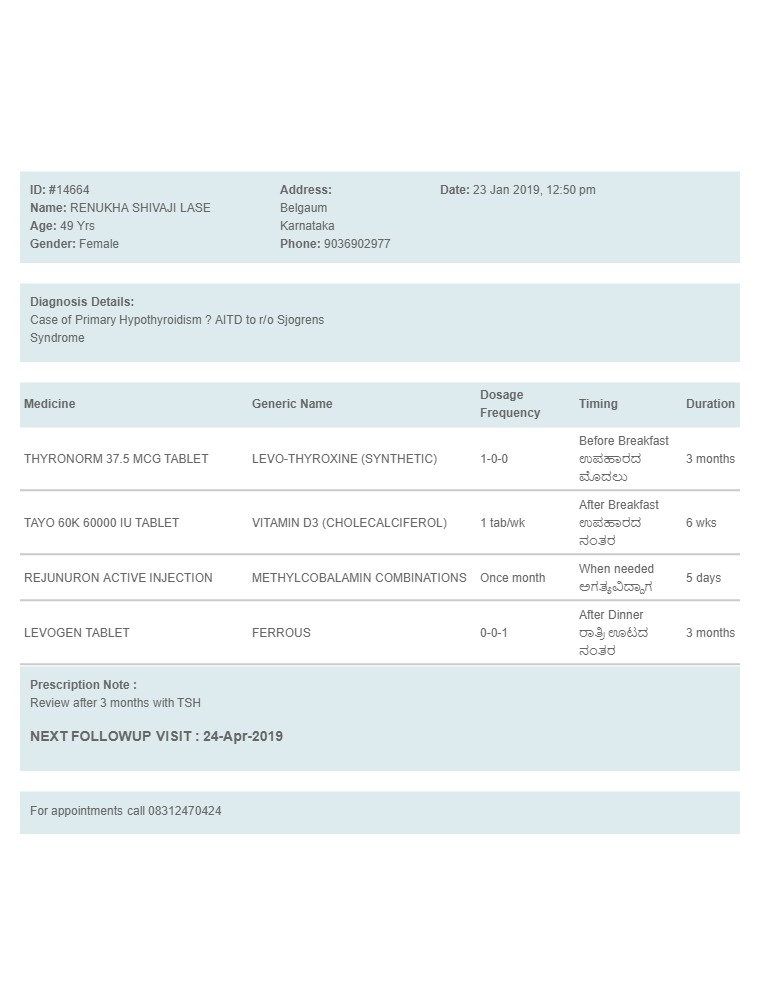 ID: #14664
Name: RENUKHA SHIVAJI LASE
Age: 49 Yrs
Gender: Female
Address:
Belgaum
Karnataka
Phone: 9036902977
Date: 23 Jan 2019, 12:50 pm
Diagnosis Details:
Case of Primary Hypothyroidism ? AITD to r/o Sjogrens
Syndrome
Medicine Generic Name Dosage Frequency Timing Duration
THYRONORM 37.5 MCG TABLET LEVO-THYROXINE (SYNTHETIC) 1-0-0 Before Breakfast ಉಪಹಾರದ ಮೊದಲು 3 months
TAYO 60K 60000 IU TABLET VITAMIN D3 (CHOLECALCIFEROL) 1 tab/wk After Breakfast ಉಪಹಾರದ ನಂತರ 6 wks
REJUNURON ACTIVE INJECTION METHYLCOBALAMIN COMBINATIONS Once month When needed ಅಗತ್ಯವಿದ್ದಾಗ 5 days
LEVOGEN TABLET FERROUS 0-0-1 After Dinner ರಾತ್ರಿ ಊಟದ ನಂತರ 3 months
Prescription Note :
Review after 3 months with TSH
NEXT FOLLOWUP VISIT : 24-Apr-2019
For appointments call 08312470424